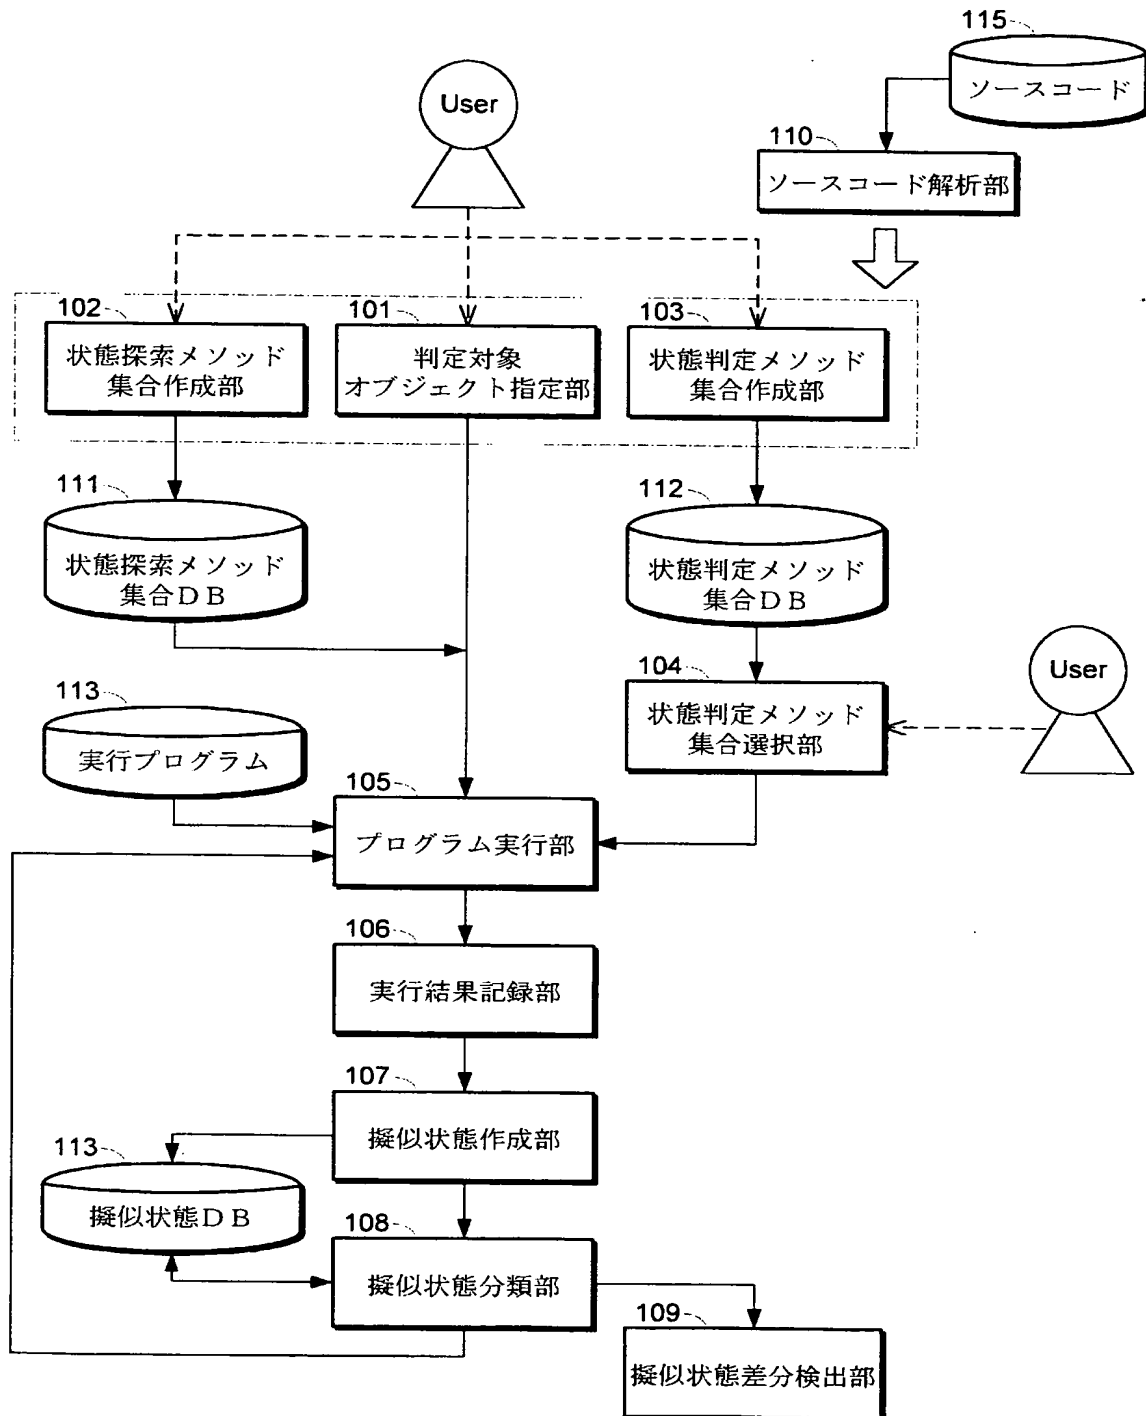 115
ソースコード
User
110
ソースコード解析部
102
状態探索メソッド
集合作成部
101
判定対象
オブジェクト指定部
103
状態判定メソッド
集合作成部
111
状態探索メソッド
集合DB
112
状態判定メソッド
集合DB
113
実行プログラム
104
状態判定メソッド
集合選択部
User
105
プログラム実行部
106
実行結果記録部
107
擬似状態作成部
113
擬似状態DB
108
擬似状態分類部
109
擬似状態差分検出部